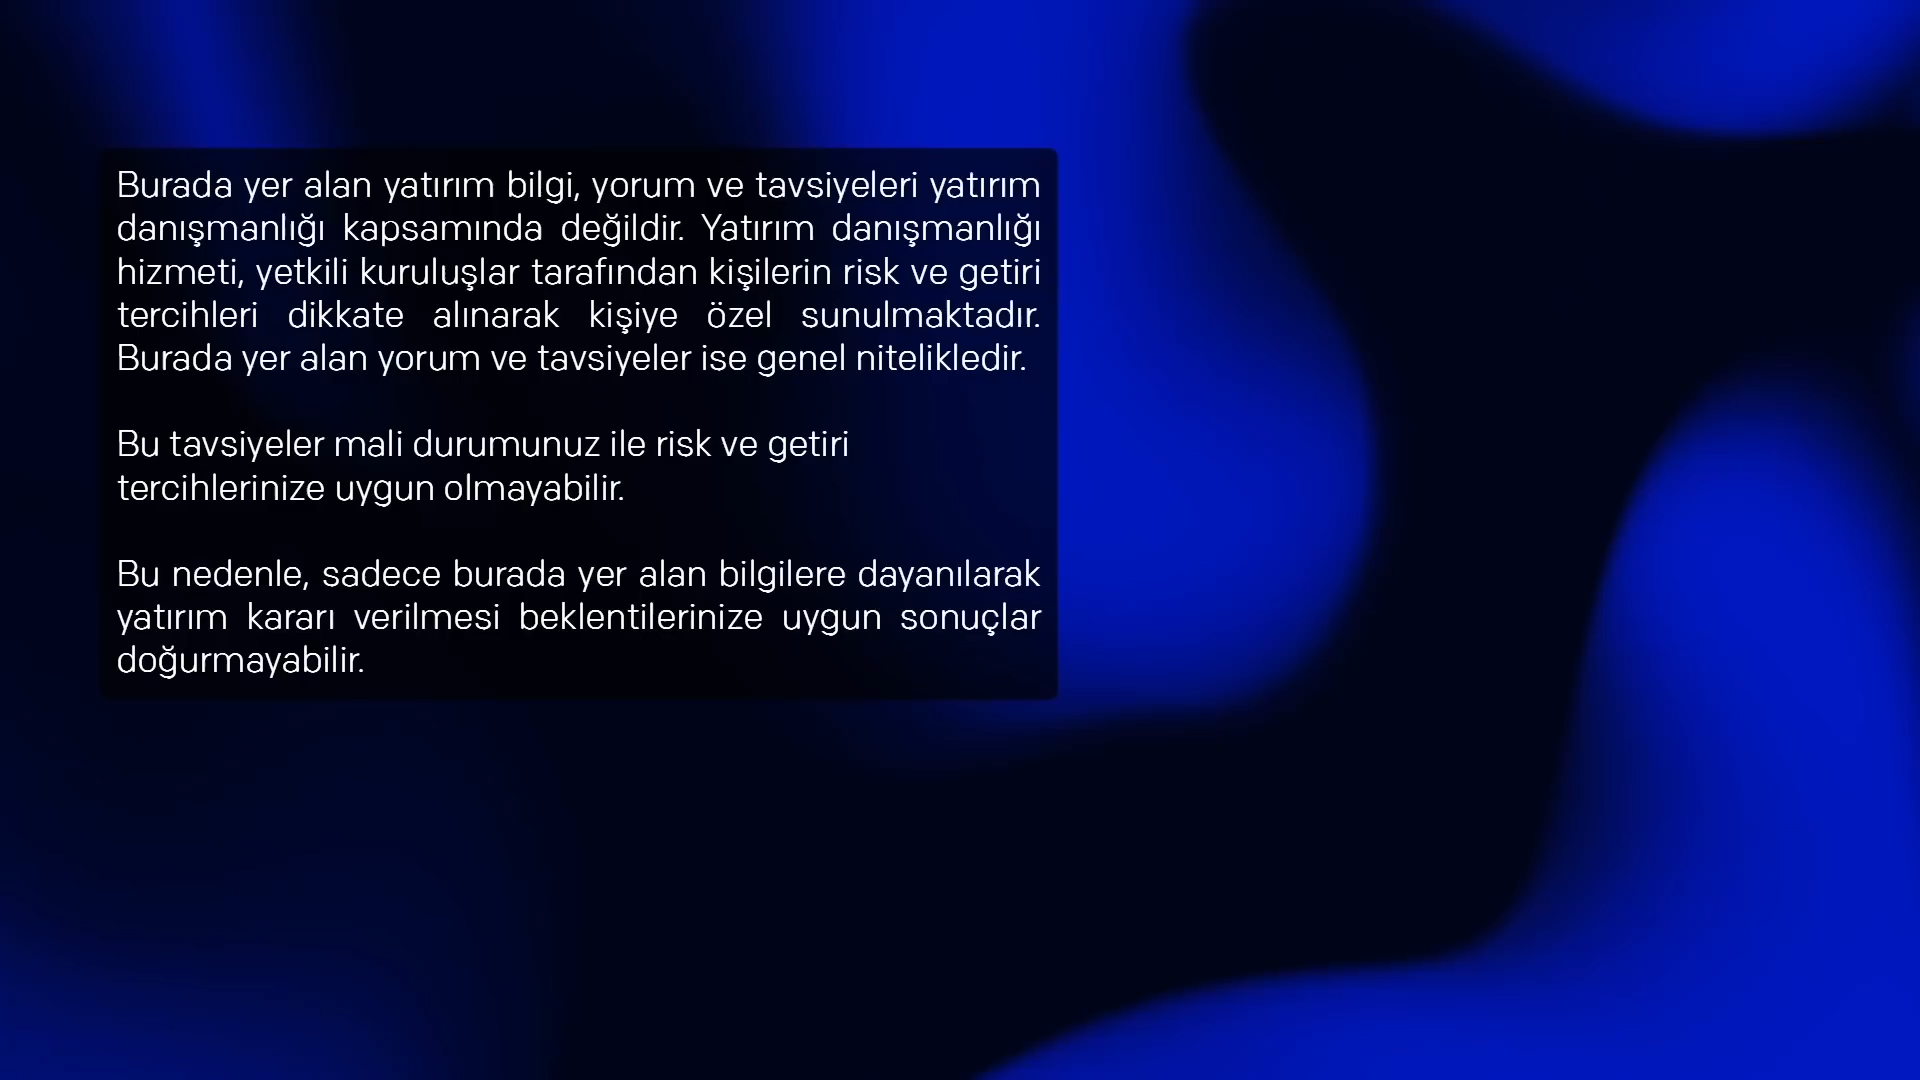 Burada yer alan yatırım bilgi, yorum ve tavsiyeleri yatırım
danışmanlığı kapsamında değildir. Yatırım danışmanlığı
hizmeti, yetkili kuruluşlar tarafından kişilerin risk ve getiri
tercihleri dikkate alınarak kişiye özel sunulmaktadır.
Burada yer alan yorum ve tavsiyeler ise genel nitelikledir.
Bu tavsiyeler mali durumunuz ile risk ve getiri
tercihlerinize uygun olmayabilir.
Bu nedenle, sadece burada yer alan bilgilere dayanılarak
yatırım kararı verilmesi beklentilerinize uygun sonuçlar
doğurmayabilir.